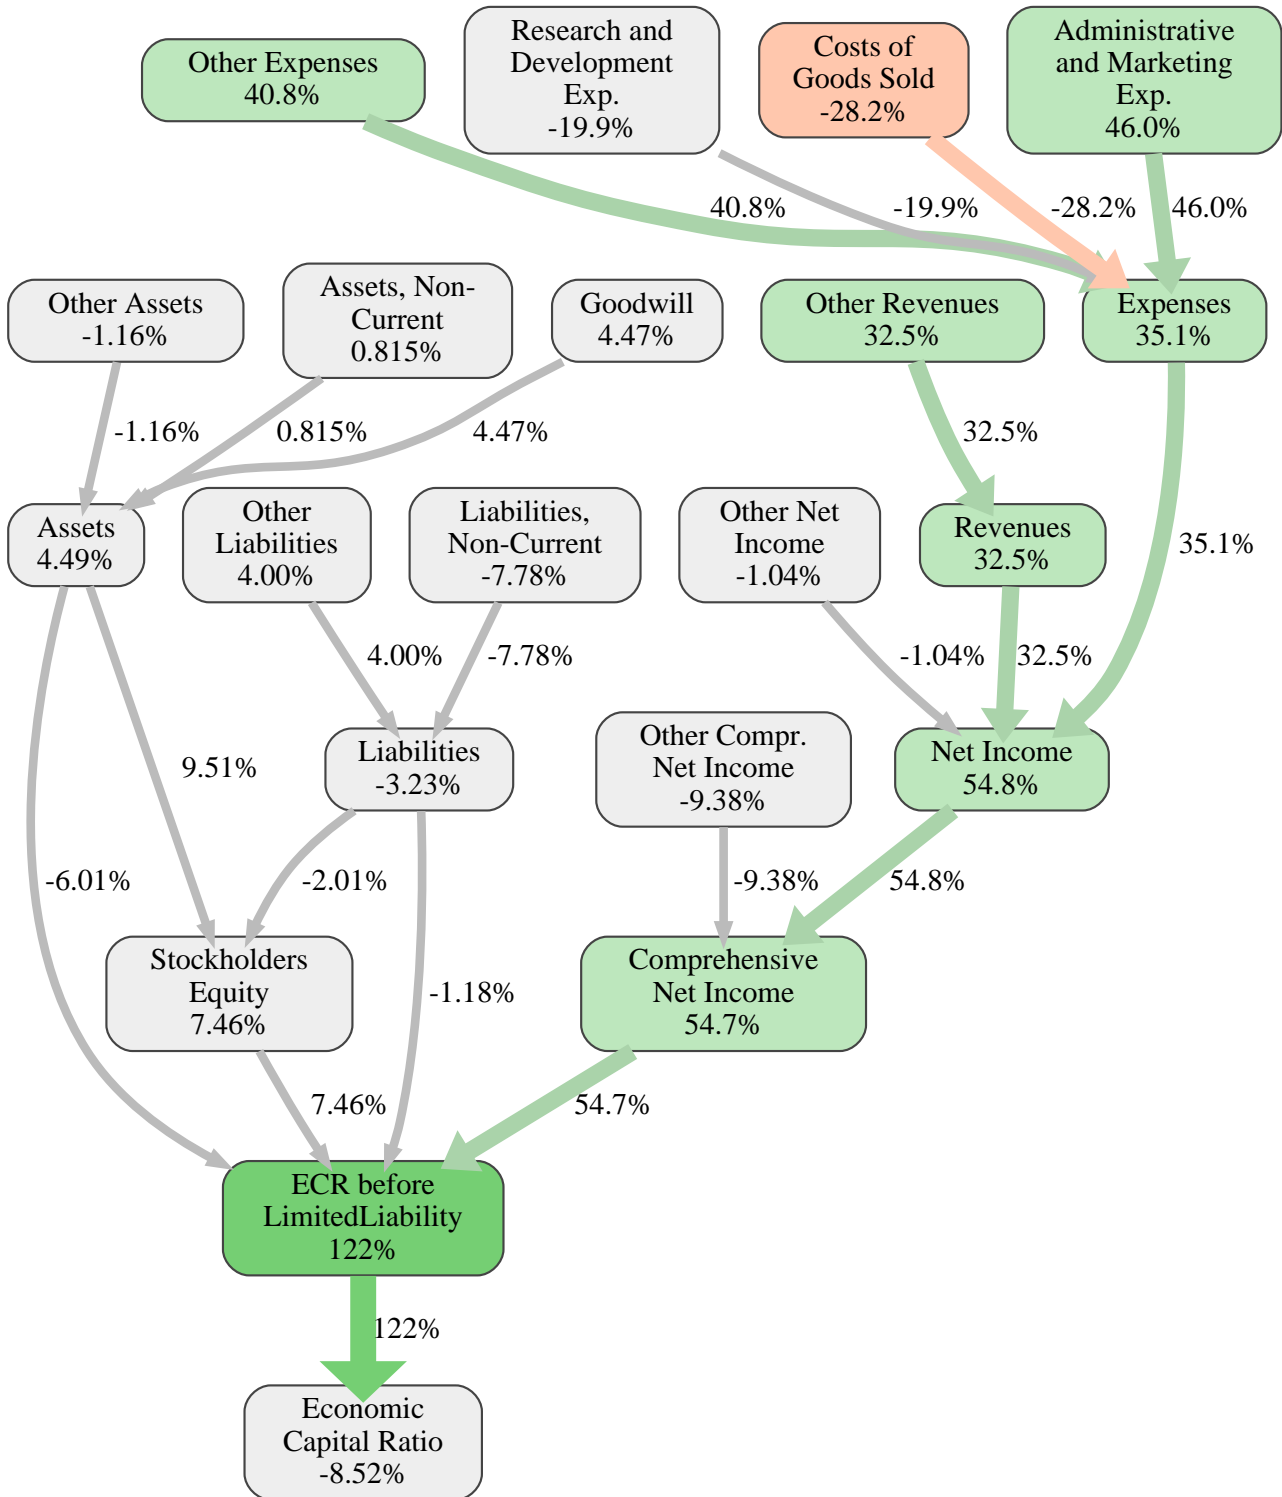 Other Expenses
40.8%
Research and
Development
Exp.
-19.9%
Costs of
Goods Sold
-28.2%
Administrative
and Marketing
Exp.
46.0%
40.8%
-19.9%
-28.2%
46.0%
Other Assets
-1.16%
Assets, Non-
Current
0.815%
Goodwill
4.47%
Other Revenues
32.5%
Expenses
35.1%
-1.16%
0.815%
4.47%
32.5%
Assets
4.49%
Other
Liabilities
4.00%
Liabilities,
Non-Current
-7.78%
Other Net
Income
-1.04%
Revenues
32.5%
35.1%
4.00%
-7.78%
-1.04%
32.5%
9.51%
Liabilities
-3.23%
Other Compr.
Net Income
-9.38%
Net Income
54.8%
-6.01%
-2.01%
-9.38%
54.8%
Stockholders
Equity
7.46%
-1.18%
Comprehensive
Net Income
54.7%
7.46%
54.7%
ECR before
LimitedLiability
122%
122%
Economic
Capital Ratio
-8.52%